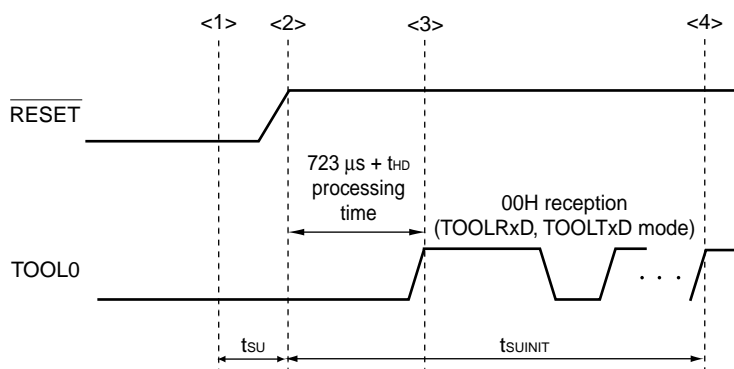 <1> <2> <3> <4>
RESET
723 μs + tHD
processing
time
00H reception
(TOOLRxD, TOOLTxD mode)
TOOL0
. . .
tSU
tSUINIT